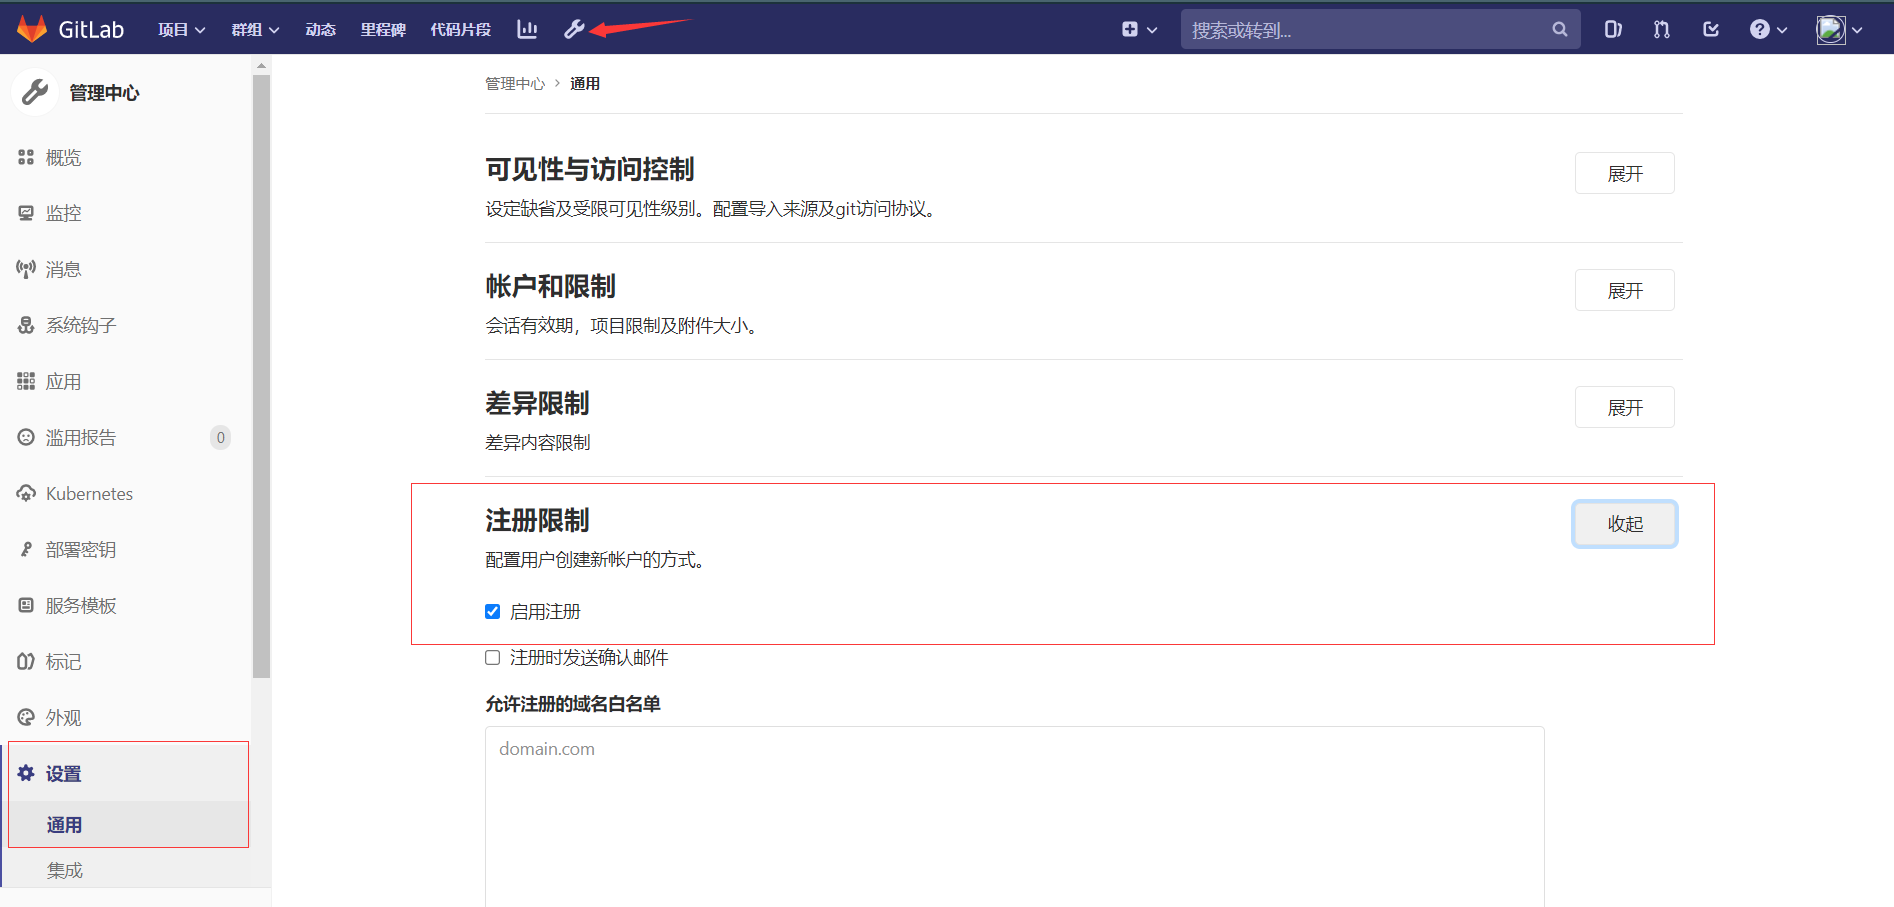 GitLab 项目 群组 动态 里程碑 代码片段 搜索或转到...
管理中心
概览
监控
消息
系统钩子
应用
滥用报告 0
Kubernetes
部署密钥
服务模板
标记
外观
设置
通用
集成
管理中心 > 通用
可见性与访问控制 展开
设定缺省及受限可见性级别。配置导入来源及git访问协议。
帐户和限制 展开
会话有效期，项目限制及附件大小。
差异限制 展开
差异内容限制
注册限制 收起
配置用户创建新帐户的方式。
启用注册
注册时发送确认邮件
允许注册的域名白名单
domain.com